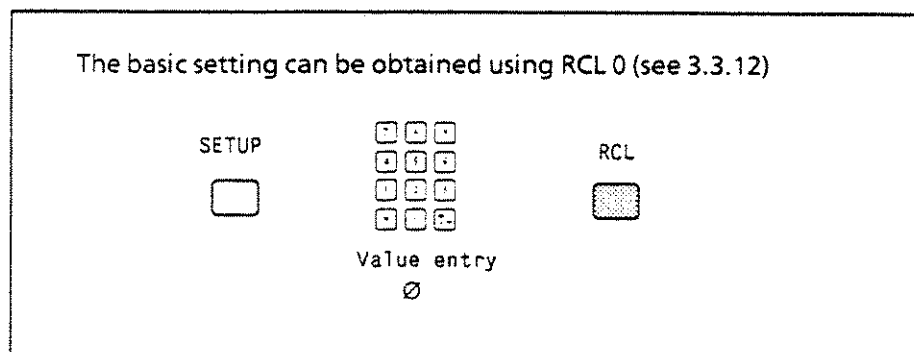 The basic setting can be obtained using RCL 0 (see 3.3.12)
SETUP
RCL
Value entry
Ø